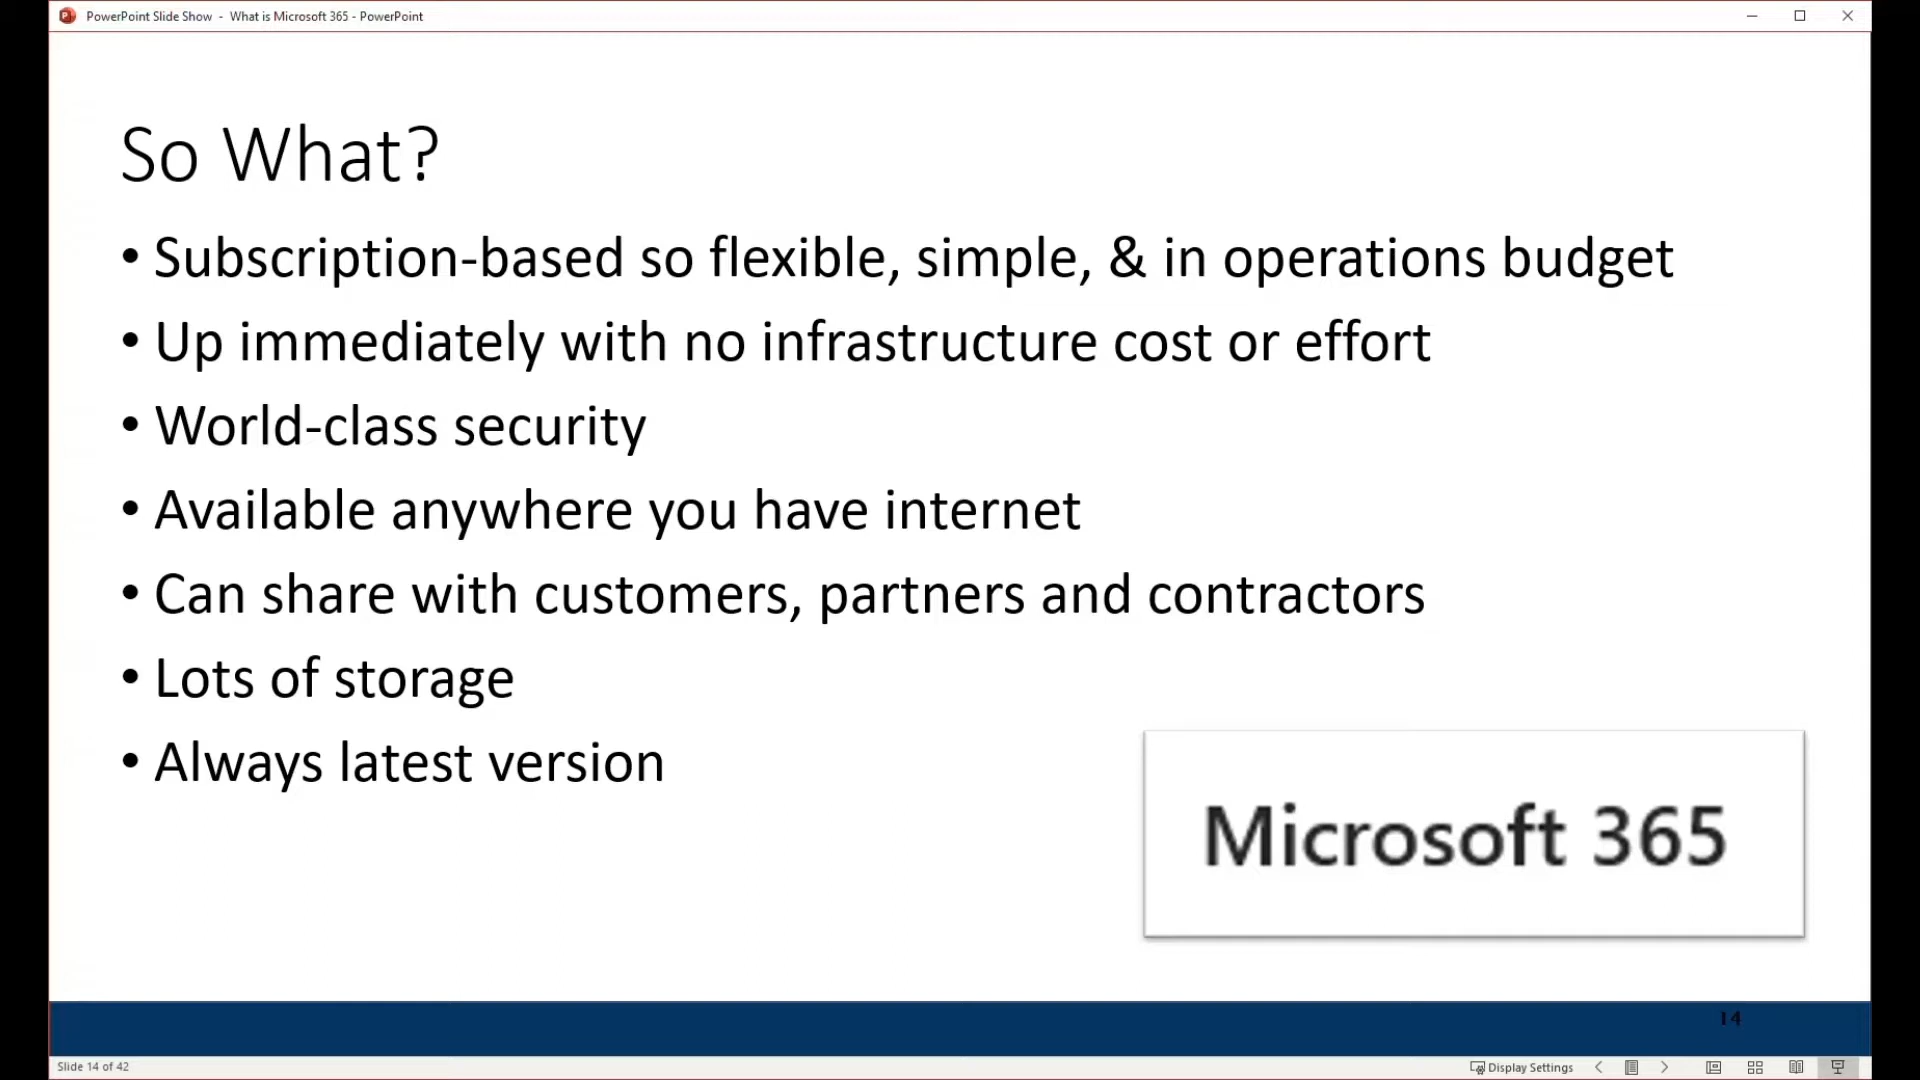 PowerPoint Slide Show - What is Microsoft 365 - PowerPoint
So What?
• Subscription-based so flexible, simple, & in operations budget
• Up immediately with no infrastructure cost or effort
• World-class security
• Available anywhere you have internet
• Can share with customers, partners and contractors
• Lots of storage
• Always latest version
Microsoft 365
14
Slide 14 of 42
Display Settings